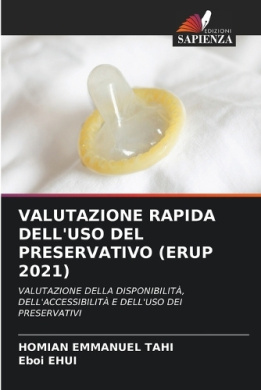 EDIZIONI
SAPIENZA
VALUTAZIONE RAPIDA
DELL'USO DEL
PRESERVATIVO (ERUP
2021)
VALUTAZIONE DELLA DISPONIBILITÀ,
DELL'ACCESSIBILITÀ E DELL'USO DEI
PRESERVATIVI
HOMIAN EMMANUEL TAHI
Eboi EHUI